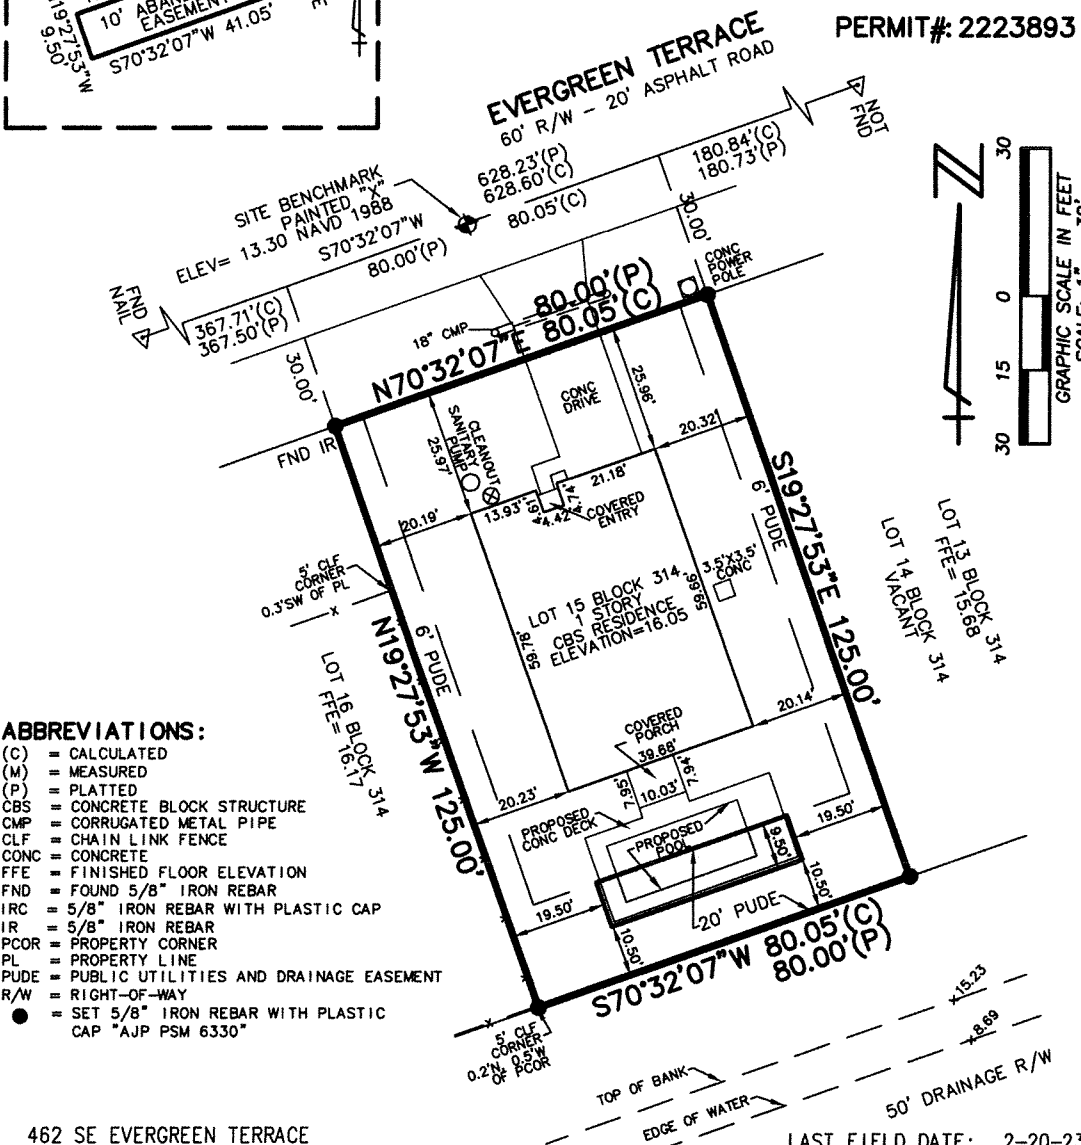 PERMIT#: 2223893
10' ABAN
EASEMENT
S70°32'07"W 41.05'
19°27'53"W
9.50'
EVERGREEN TERRACE
60' R/W - 20' ASPHALT ROAD
NOT
FND
628.23'(P)
628.60'(C)
180.84'(C)
180.73'(P)
SITE BENCHMARK
PAINTED "X"
ELEV= 13.30 NAVD 1988
S70°32'07"W
80.00'(P)
80.05'(C)
30.00'
CONC
POWER
POLE
FND
NAIL
367.71'(C)
367.50'(P)
30.00'
18" CMP
80.00'(P)
N70°32'07"E 80.05'(C)
30
0
15
30
GRAPHIC SCALE IN FEET
FND IR
CONC
DRIVE
25.96'
20.32'
25.97'
CLEANOUT
SANITARY
PUMP
21.18'
13.93'
4.42'
COVERED
ENTRY
20.19'
5' CLF
CORNER
0.3'SW OF PL
6' PUDE
S19°27'53"E 125.00'
LOT 13 BLOCK 314
FFE= 15.68
LOT 14 BLOCK 314
VACANT
3.5'X3.5'
CONC
LOT 15 BLOCK 314
1 STORY
CBS RESIDENCE
ELEVATION=16.05
59.66'
59.78'
N19°27'53"W 125.00'
6' PUDE
LOT 16 BLOCK 314
FFE= 16.17
20.14'
COVERED
PORCH
39.68'
7.95'
10.03'
7.94'
20.23'
PROPOSED
CONC DECK
PROPOSED
POOL
9.50'
19.50'
19.50'
10.50'
20' PUDE
10.50'
S70°32'07"W 80.05'(C)
80.00'(P)
5' CLF
CORNER
0.2'N, 0.5'W
OF PCOR
15.23
8.69
TOP OF BANK
EDGE OF WATER
50' DRAINAGE R/W
ABBREVIATIONS:
(C) = CALCULATED
(M) = MEASURED
(P) = PLATTED
CBS = CONCRETE BLOCK STRUCTURE
CMP = CORRUGATED METAL PIPE
CLF = CHAIN LINK FENCE
CONC = CONCRETE
FFE = FINISHED FLOOR ELEVATION
FND = FOUND 5/8" IRON REBAR
IRC = 5/8" IRON REBAR WITH PLASTIC CAP
IR = 5/8" IRON REBAR
PCOR = PROPERTY CORNER
PL = PROPERTY LINE
PUDE = PUBLIC UTILITIES AND DRAINAGE EASEMENT
R/W = RIGHT-OF-WAY
● = SET 5/8" IRON REBAR WITH PLASTIC
CAP "AJP PSM 6330"
462 SE EVERGREEN TERRACE
LAST FIELD DATE: 2-20-23